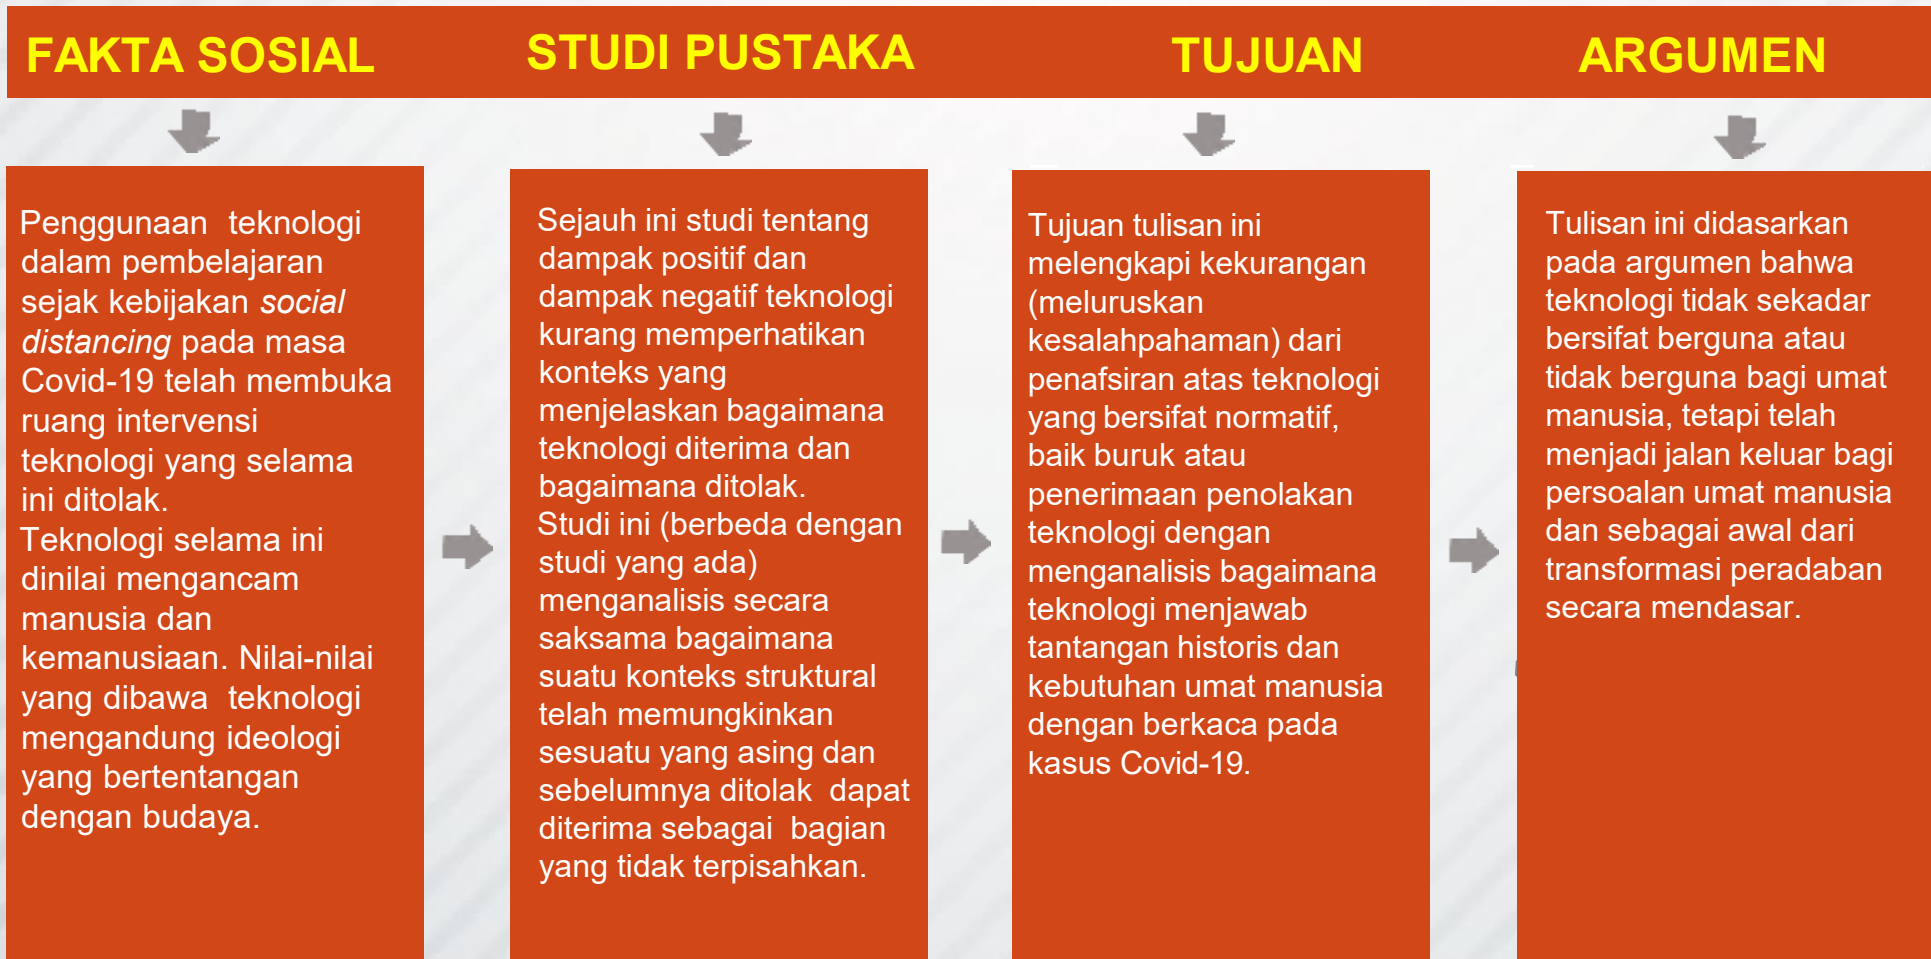 FAKTA SOSIAL
STUDI PUSTAKA
TUJUAN
ARGUMEN
Penggunaan teknologi
dalam pembelajaran
sejak kebijakan social
distancing pada masa
Covid-19 telah membuka
ruang intervensi
teknologi yang selama
ini ditolak.
Teknologi selama ini
dinilai mengancam
manusia dan
kemanusiaan. Nilai-nilai
yang dibawa teknologi
mengandung ideologi
yang bertentangan
dengan budaya.
Sejauh ini studi tentang
dampak positif dan
dampak negatif teknologi
kurang memperhatikan
konteks yang
menjelaskan bagaimana
teknologi diterima dan
bagaimana ditolak.
Studi ini (berbeda dengan
studi yang ada)
menganalisis secara
saksama bagaimana
suatu konteks struktural
telah memungkinkan
sesuatu yang asing dan
sebelumnya ditolak dapat
diterima sebagai bagian
yang tidak terpisahkan.
Tujuan tulisan ini
melengkapi kekurangan
(meluruskan
kesalahpahaman) dari
penafsiran atas teknologi
yang bersifat normatif,
baik buruk atau
penerimaan penolakan
teknologi dengan
menganalisis bagaimana
teknologi menjawab
tantangan historis dan
kebutuhan umat manusia
dengan berkaca pada
kasus Covid-19.
Tulisan ini didasarkan
pada argumen bahwa
teknologi tidak sekadar
bersifat berguna atau
tidak berguna bagi umat
manusia, tetapi telah
menjadi jalan keluar bagi
persoalan umat manusia
dan sebagai awal dari
transformasi peradaban
secara mendasar.